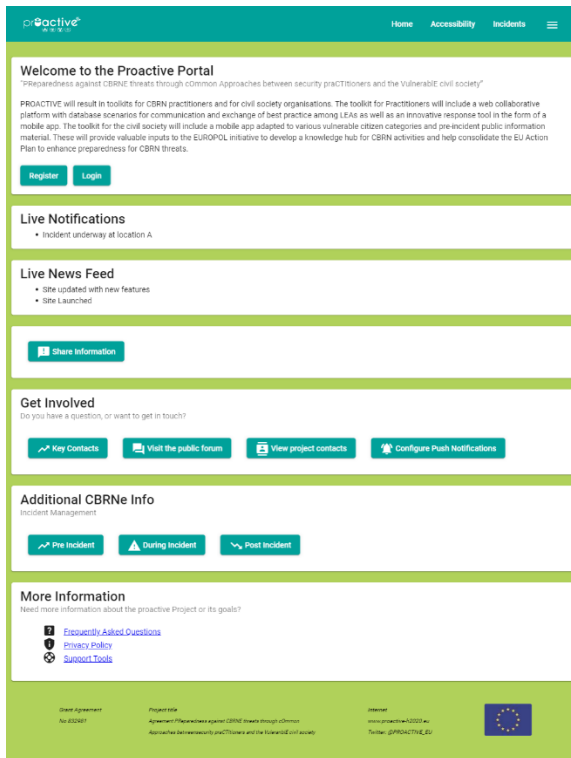 proactive
Home Accessibility Incidents
Welcome to the Proactive Portal
"PReparedness against CBRNE threats through cOmmon Approaches between security praCTItioners and the VulnerablE civil society"
PROACTIVE will result in toolkits for CBRN practitioners and for civil society organisations. The toolkit for Practitioners will include a web collaborative
platform with database scenarios for communication and exchange of best practice among LEAs as well as an innovative response tool in the form of a
mobile app. The toolkit for the civil society will include a mobile app adapted to various vulnerable citizen categories and pre-incident public information
material. These will provide valuable inputs to the EUROPOL initiative to develop a knowledge hub for CBRN activities and help consolidate the EU Action
Plan to enhance preparedness for CBRN threats.
Register Login
Live Notifications
• Incident underway at location A
Live News Feed
• Site updated with new features
• Site Launched
Share Information
Get Involved
Do you have a question, or want to get in touch?
Key Contacts Visit the public forum View project contacts Configure Push Notifications
Additional CBRNe Info
Incident Management
Pre Incident During Incident Post Incident
More Information
Need more information about the proactive Project or its goals?
Frequently Asked Questions
Privacy Policy
Support Tools
Grant Agreement Project title Internet
No 832981 Agreement PReparedness against CBRNE threats through cOmmon www.proactive-h2020.eu
Approaches betweensecurity praCTItioners and the VulnerablE civil society Twitter: @PROACTIVE_EU